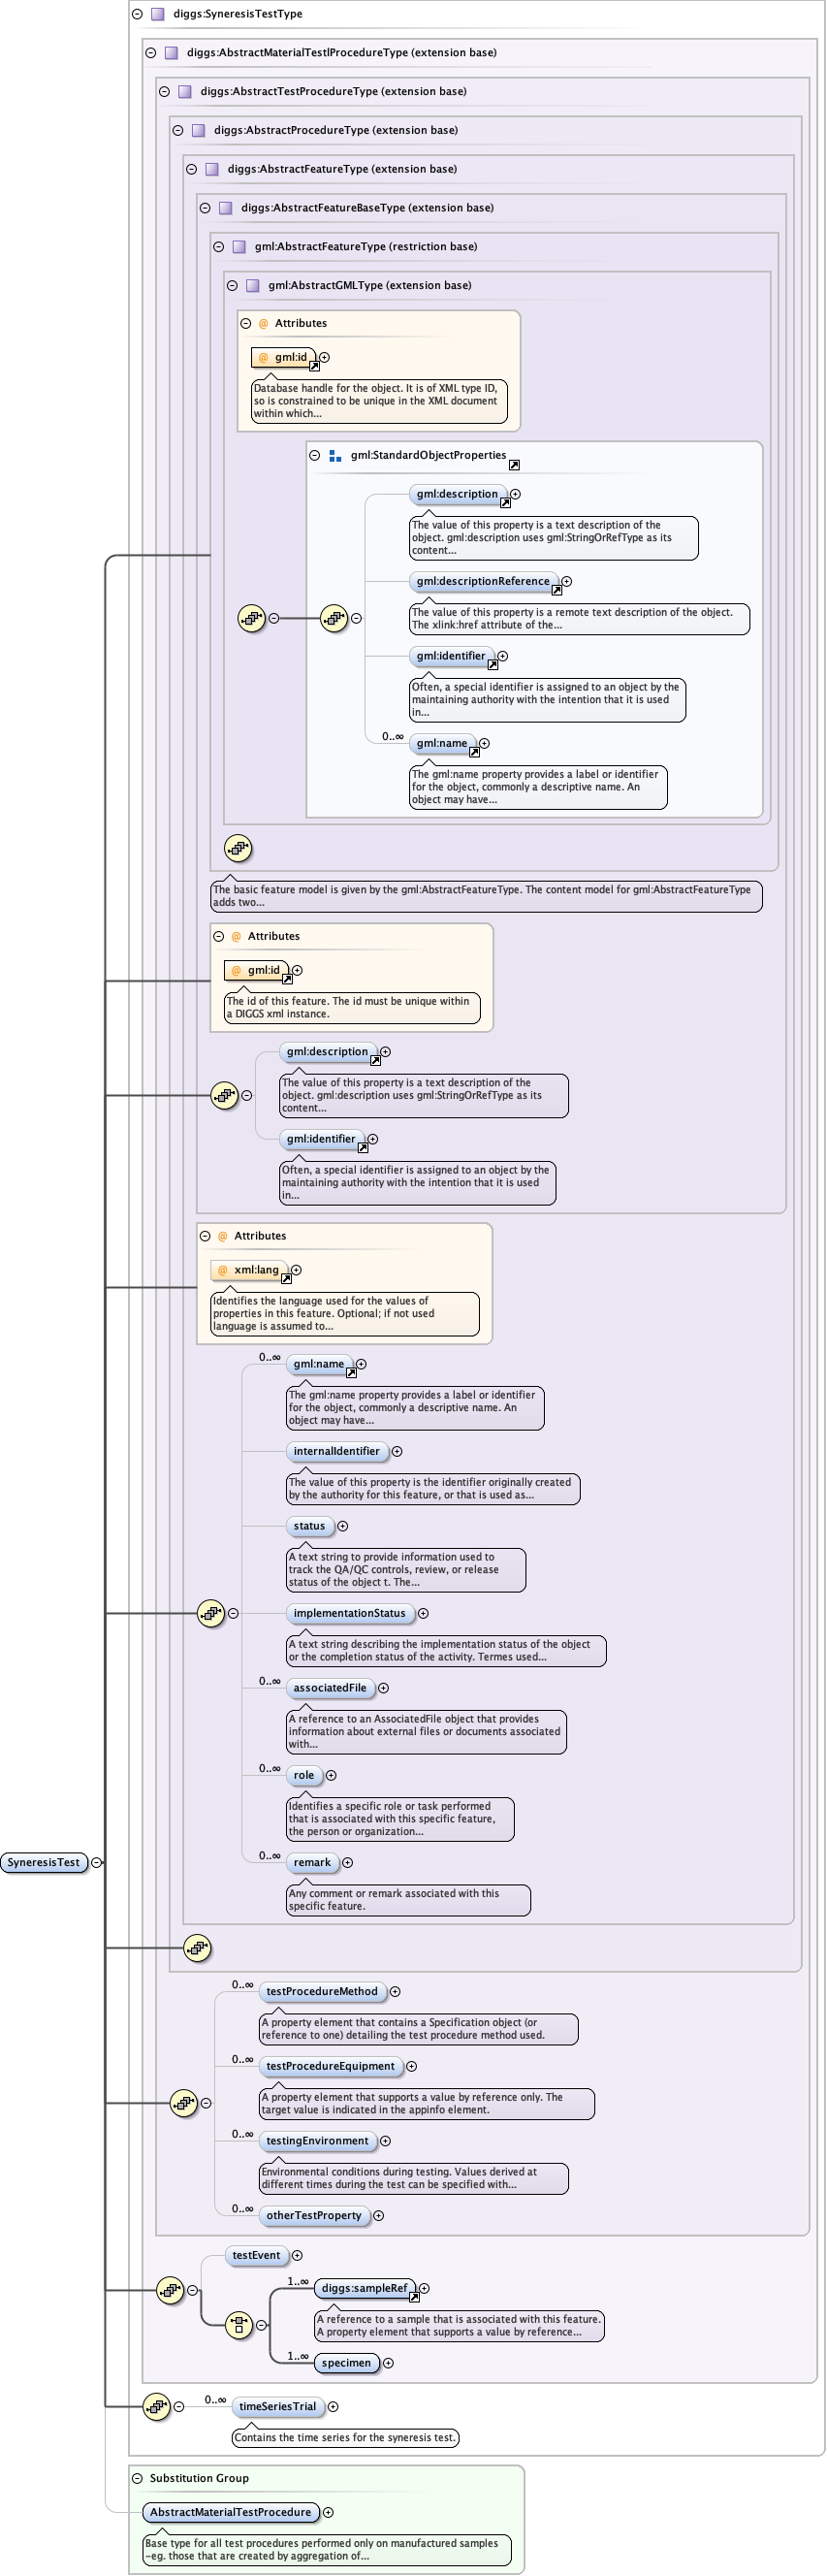 diggs:SyneresisTestType
diggs:AbstractMaterialTestlProcedureType (extension base)
diggs:AbstractTestProcedureType (extension base)
diggs:AbstractProcedureType (extension base)
diggs:AbstractFeatureType (extension base)
diggs:AbstractFeatureBaseType (extension base)
gml:AbstractFeatureType (restriction base)
gml:AbstractGMLType (extension base)
@ Attributes
@ gml:id
Database handle for the object. It is of XML type ID,
so is constrained to be unique in the XML document
within which...
gml:StandardObjectProperties
gml:description
The value of this property is a text description of the
object. gml:description uses gml:StringOrRefType as its
content...
gml:descriptionReference
The value of this property is a remote text description of the object.
The xlink:href attribute of the...
gml:identifier
Often, a special identifier is assigned to an object by the
maintaining authority with the intention that it is used
in...
0..∞ gml:name
The gml:name property provides a label or identifier
for the object, commonly a descriptive name. An
object may have...
The basic feature model is given by the gml:AbstractFeatureType. The content model for gml:AbstractFeatureType
adds two...
@ Attributes
@ gml:id
The id of this feature. The id must be unique within
a DIGGS xml instance.
gml:description
The value of this property is a text description of the
object. gml:description uses gml:StringOrRefType as its
content...
gml:identifier
Often, a special identifier is assigned to an object by the
maintaining authority with the intention that it is used
in...
@ Attributes
@ xml:lang
Identifies the language used for the values of
properties in this feature. Optional; if not used
language is assumed to...
0..∞ gml:name
The gml:name property provides a label or identifier
for the object, commonly a descriptive name. An
object may have...
internalIdentifier
The value of this property is the identifier originally created
by the authority for this feature, or that is used as...
status
A text string to provide information used to
track the QA/QC controls, review, or release
status of the object t. The...
implementationStatus
A text string describing the implementation status of the object
or the completion status of the activity. Termes used...
0..∞ associatedFile
A reference to an AssociatedFile object that provides
information about external files or documents associated
with...
0..∞ role
Identifies a specific role or task performed
that is associated with this specific feature,
the person or organization...
0..∞ remark
SyneresisTest
Any comment or remark associated with this
specific feature.
0..∞ testProcedureMethod
A property element that contains a Specification object (or
reference to one) detailing the test procedure method used.
0..∞ testProcedureEquipment
A property element that supports a value by reference only. The
target value is indicated in the appinfo element.
0..∞ testingEnvironment
Environmental conditions during testing. Values derived at
different times during the test can be specified with...
0..∞ otherTestProperty
testEvent
1..∞ diggs:sampleRef
A reference to a sample that is associated with this feature.
A property element that supports a value by reference...
1..∞ specimen
0..∞ timeSeriesTrial
Contains the time series for the syneresis test.
Substitution Group
AbstractMaterialTestProcedure
Base type for all test procedures performed only on manufactured samples
-eg. those that are created by aggregation of...